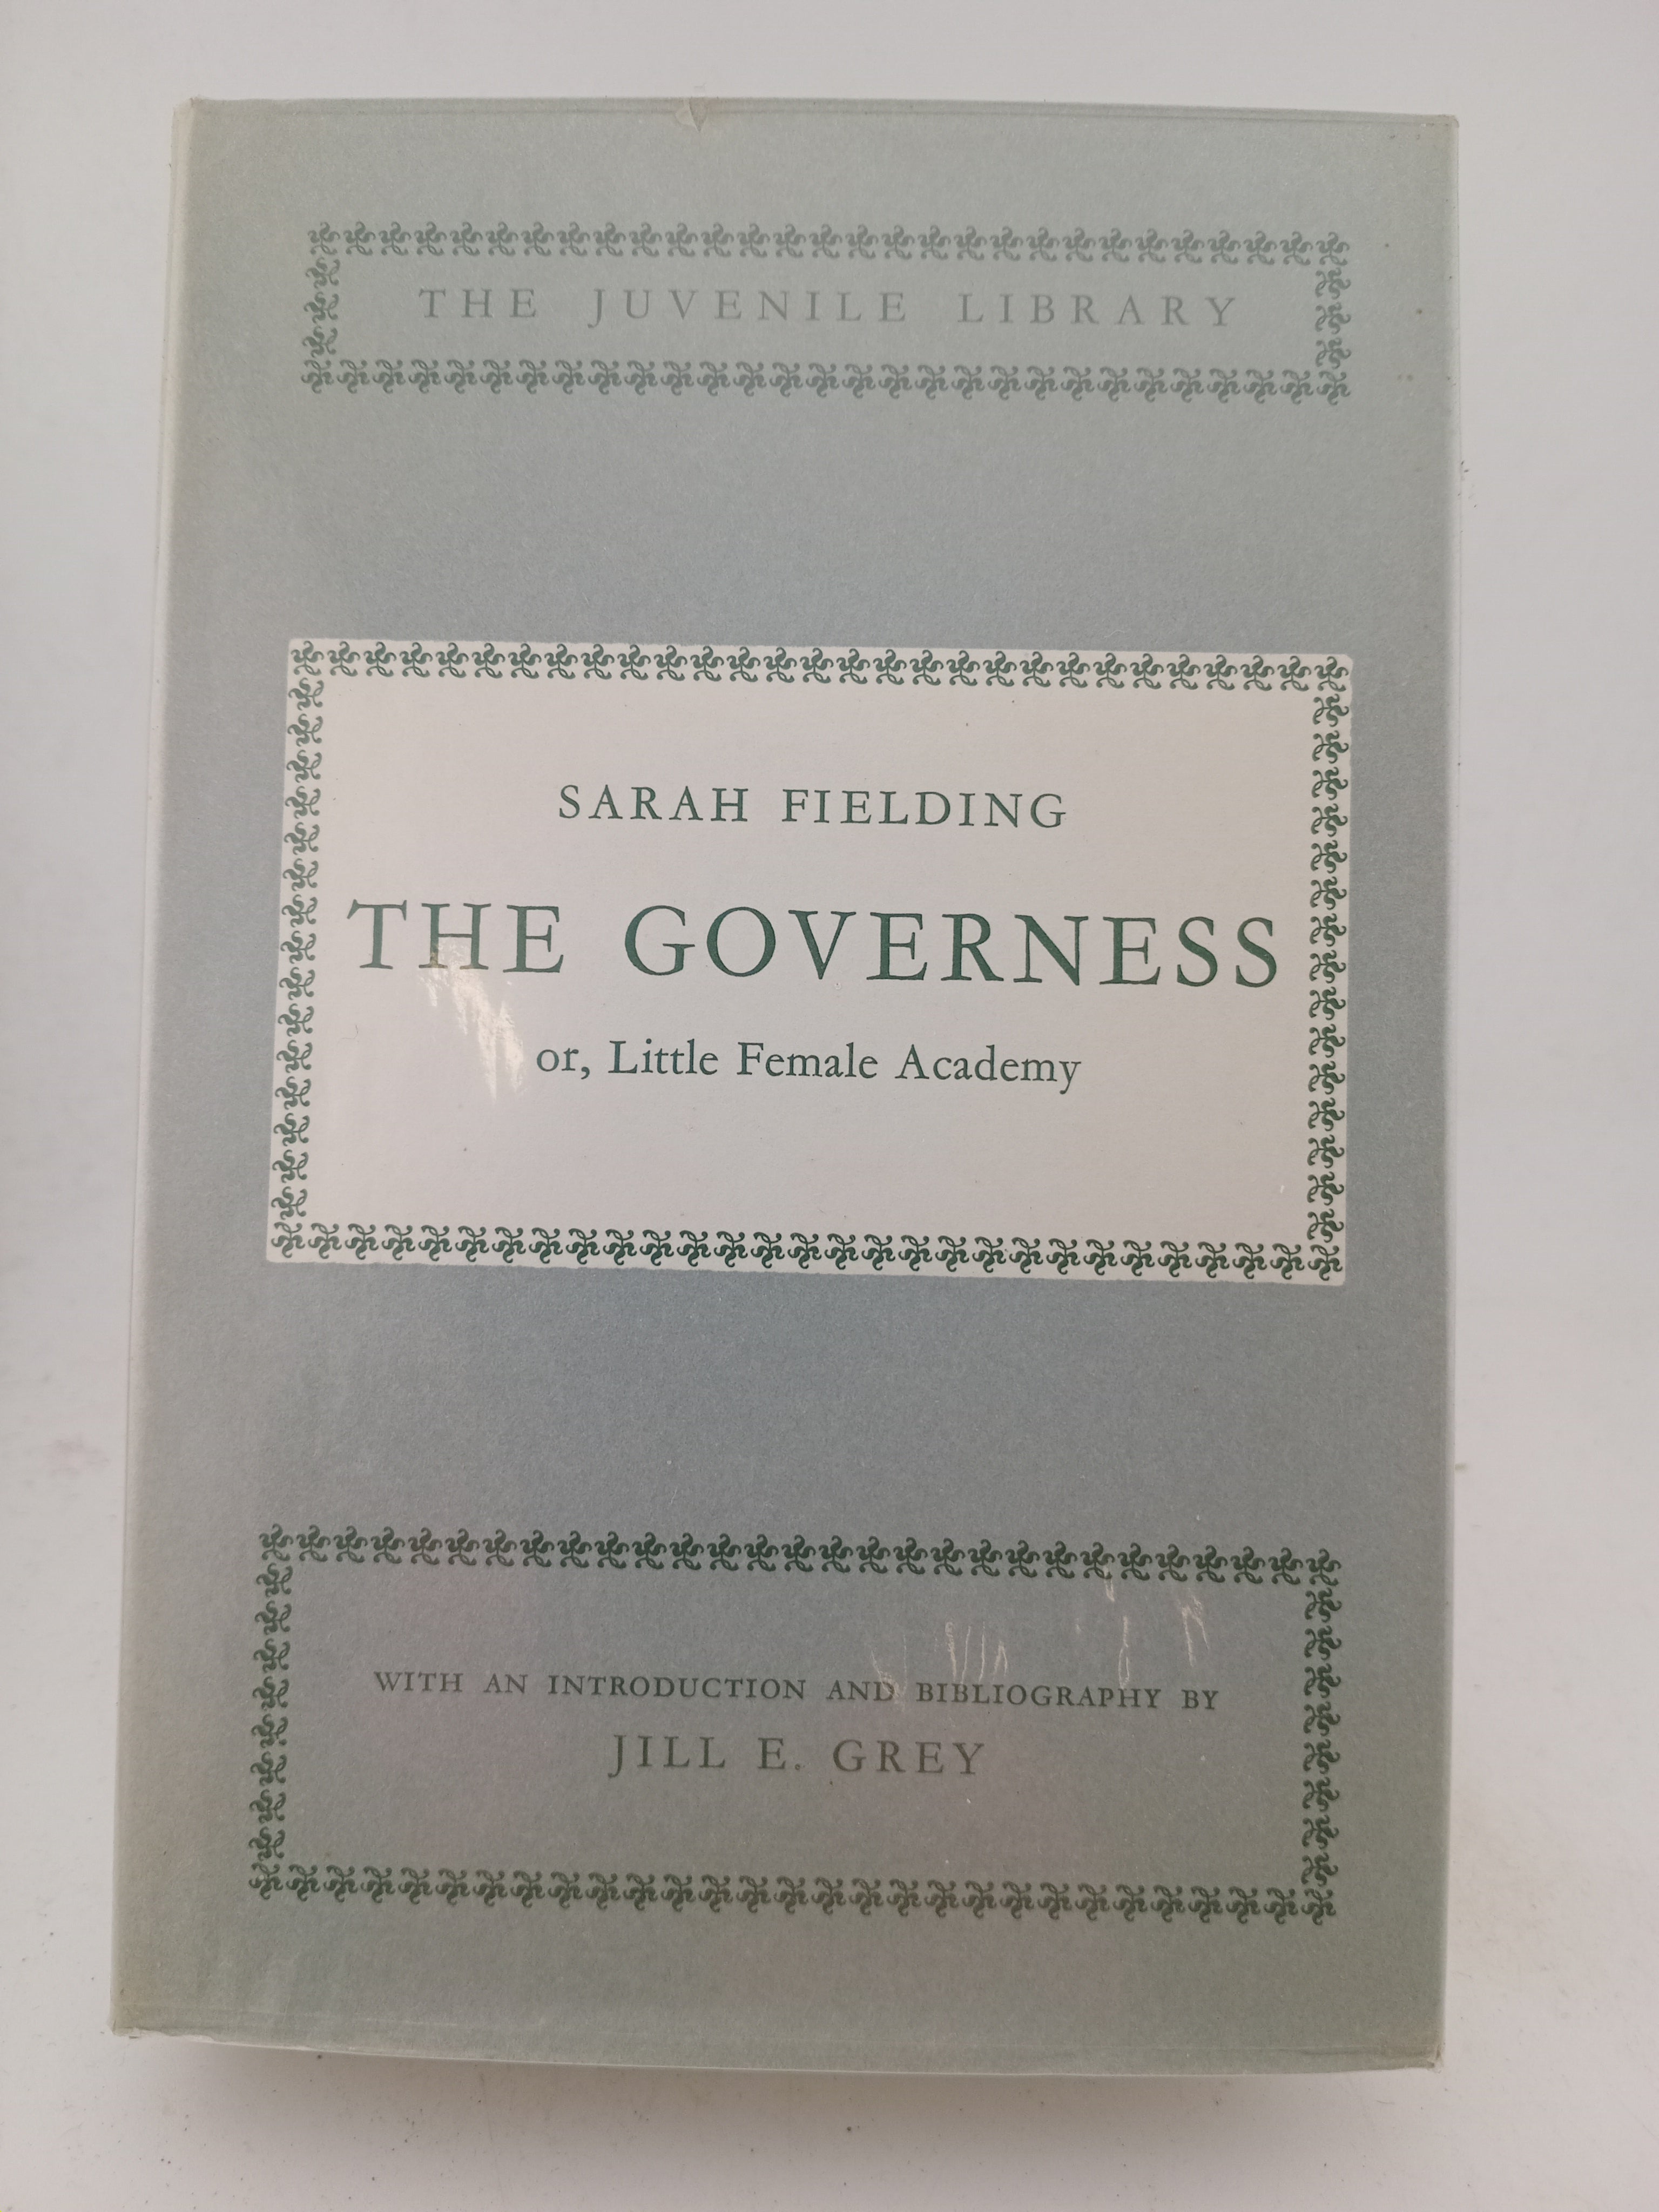 THE JUVENILE LIBRARY
SARAH FIELDING
THE GOVERNESS
or, Little Female Academy
WITH AN INTRODUCTION AND BIBLIOGRAPHY BY
JILL E. GREY